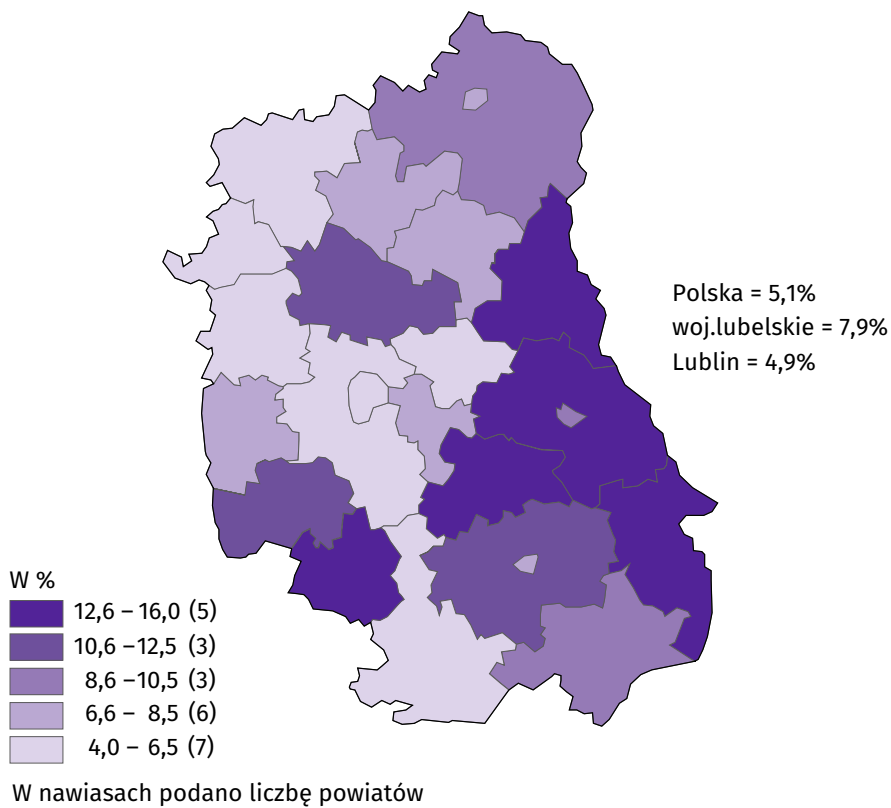 Polska = 5,1%
woj.lubelskie = 7,9%
Lublin = 4,9%
W %
12,6 – 16,0 (5)
10,6 –12,5 (3)
8,6 –10,5 (3)
6,6 – 8,5 (6)
4,0 – 6,5 (7)
W nawiasach podano liczbę powiatów